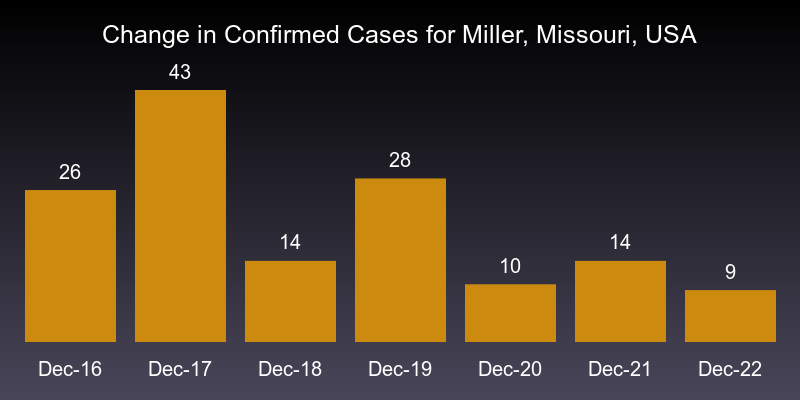 Change in Confirmed Cases for Miller, Missouri, USA
26
43
14
28
10
14
9
Dec-16
Dec-17
Dec-18
Dec-19
Dec-20
Dec-21
Dec-22